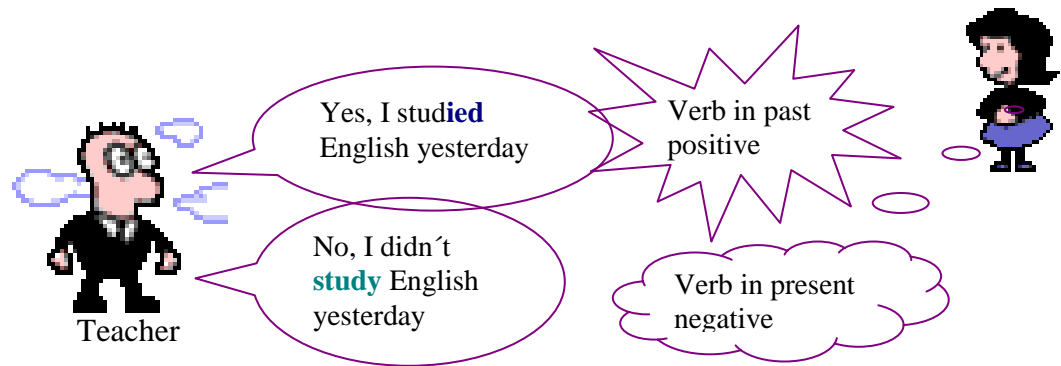 Yes, I studied
English yesterday
Verb in past
positive
No, I didn´t
study English
yesterday
Verb in present
negative
Teacher